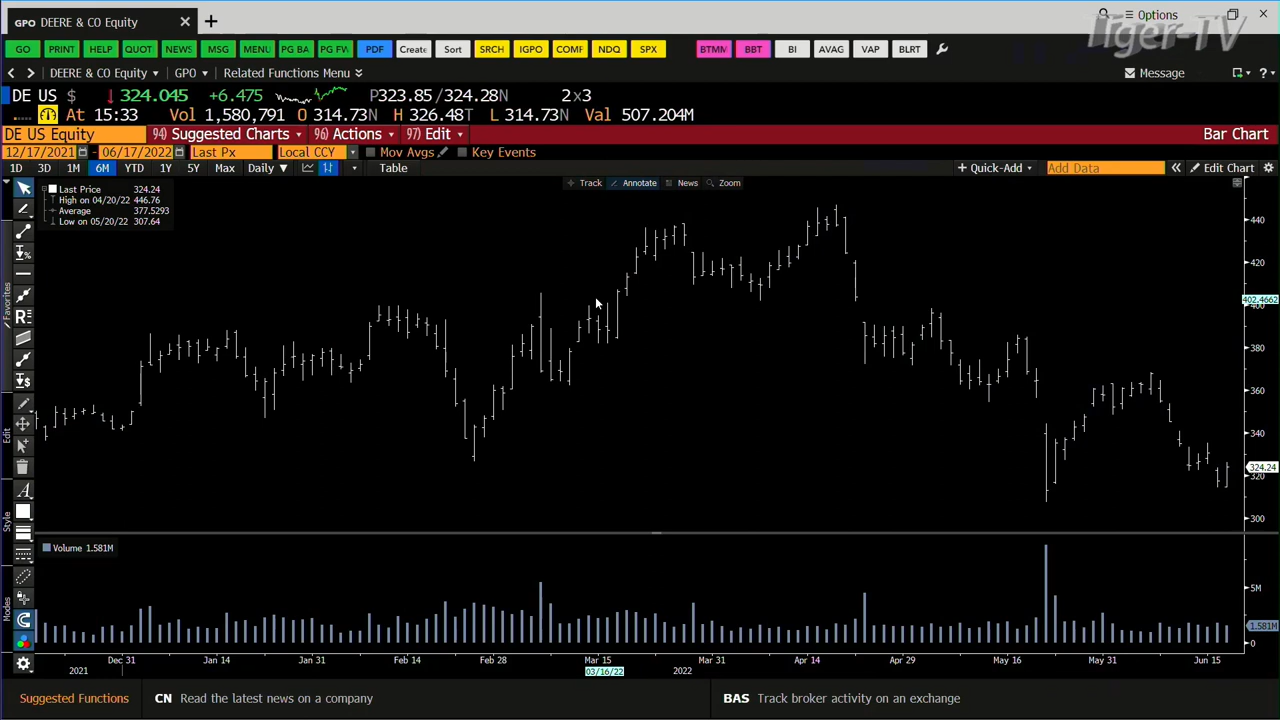 GPO DEERE & CO Equity
Options
Tiger-TV
GO PRINT HELP QUOT NEWS MSG MENU PG BA PG FW PDF Create Sort SRCH IGPO COMF NDQ SPX BTMM BBT BI AVAG VAP BLRT
DEERE & CO Equity GPO Related Functions Menu Message
DE US $ 324.045 +6.475 P323.85/324.28N 2x3
At 15:33 Vol 1,580,791 O 314.73N H 326.48T L 314.73N Val 507.204M
DE US Equity 94) Suggested Charts 96) Actions 97) Edit Bar Chart
12/17/2021 - 06/17/2022 Last Px Local CCY Mov Avgs Key Events
1D 3D 1M 6M YTD 1Y 5Y Max Daily Table + Quick-Add Add Data Edit Chart
Track Annotate News Zoom
Last Price 324.24
High on 04/20/22 446.76
Average 377.5293
Low on 05/20/22 307.64
440
420
402.4662
400
380
360
340
324.24
320
300
Favorites
Edit
Style
Modes
Volume 1.581M
5M
1.581M
0
Dec 31 Jan 14 Jan 31 Feb 14 Feb 28 Mar 15 Mar 31 Apr 14 Apr 29 May 16 May 31 Jun 15
2021 03/16/22 2022
Suggested Functions CN Read the latest news on a company BAS Track broker activity on an exchange